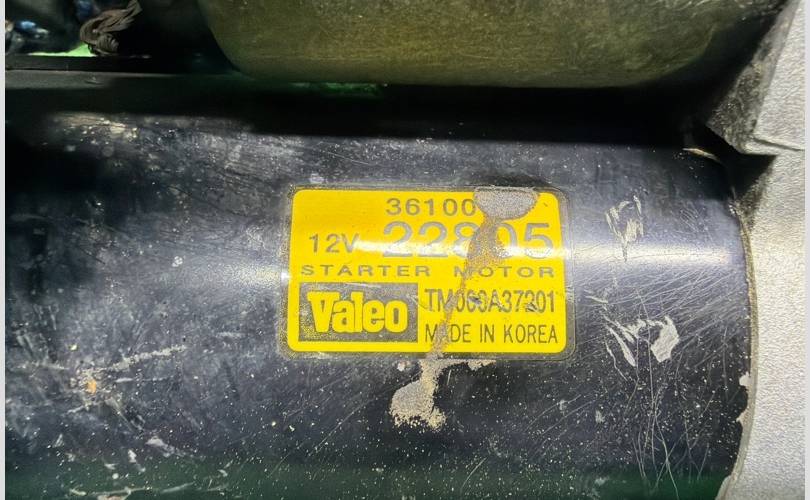 36100
12V 22805
STARTER MOTOR
Valeo TM000A37201
MADE IN KOREA